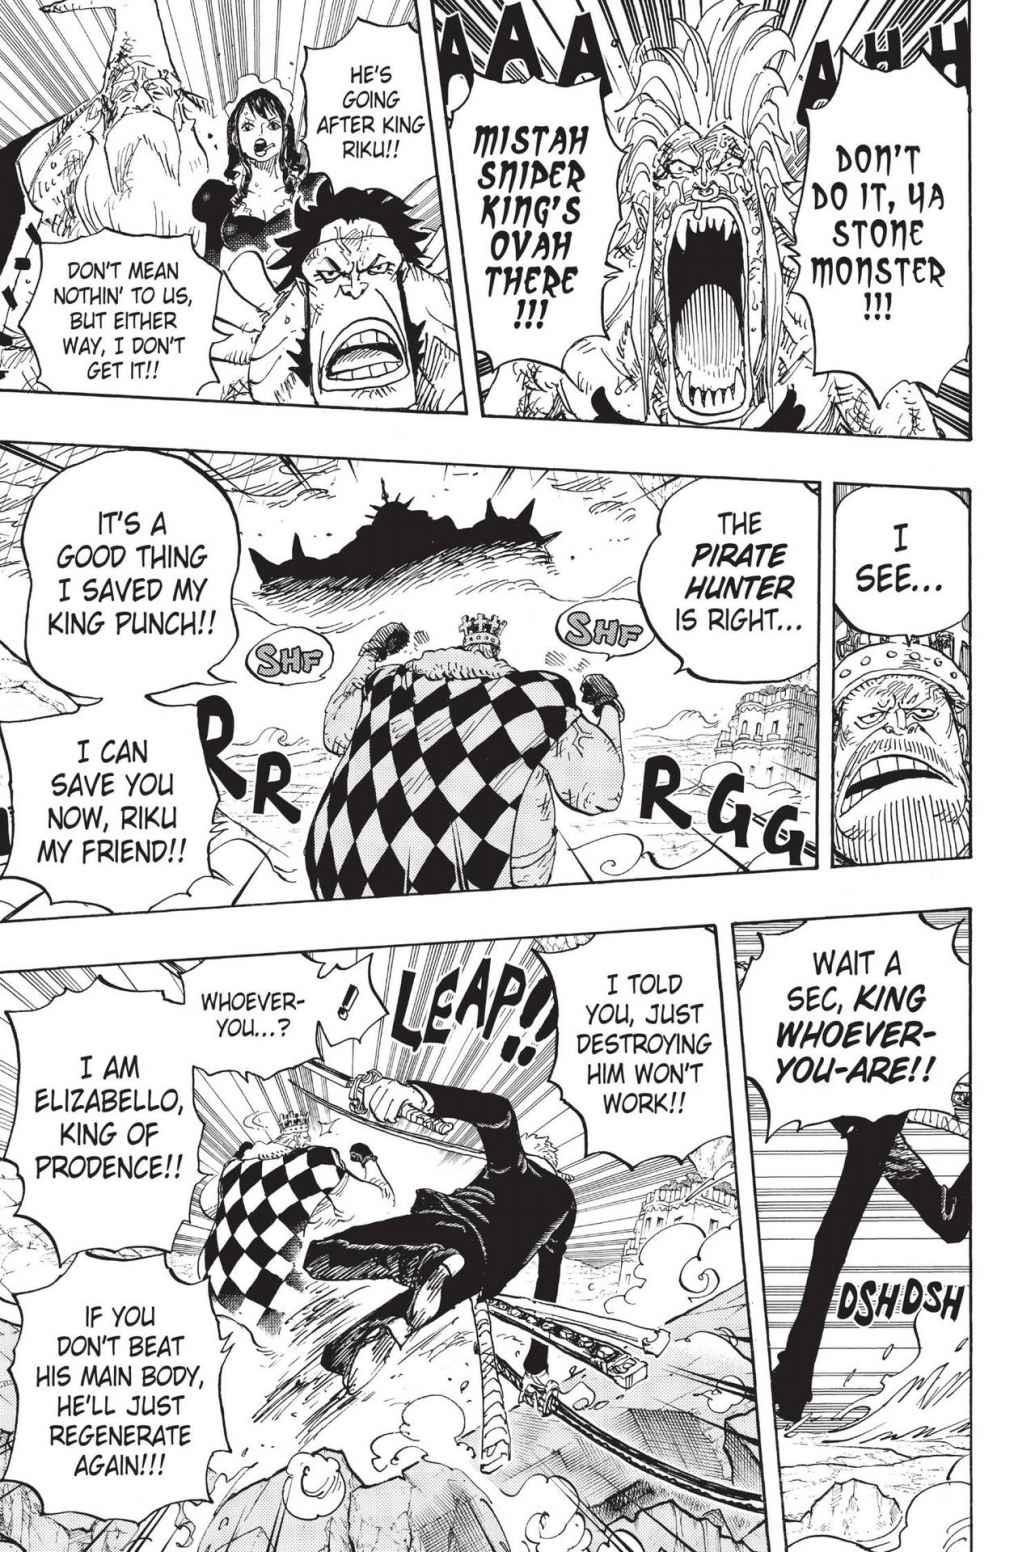 AAAAHH
DON'T
DO IT, YA
STONE
MONSTER
!!!
MISTAH
SNIPER
KING'S
OVAH
THERE
!!!
HE'S
GOING
AFTER KING
RIKU!!
DON'T MEAN
NOTHIN' TO US,
BUT EITHER
WAY, I DON'T
GET IT!!
I
SEE...
THE
PIRATE
HUNTER
IS RIGHT...
SHF
SHF
RRRGGG
IT'S A
GOOD THING
I SAVED MY
KING PUNCH!!
I CAN
SAVE YOU
NOW, RIKU
MY FRIEND!!
WAIT A
SEC, KING
WHOEVER-
YOU-ARE!!
DSHDSH
I TOLD
YOU, JUST
DESTROYING
HIM WON'T
WORK!!
LEAP!!
!
WHOEVER-
YOU...?
I AM
ELIZABELLO,
KING OF
PRODENCE!!
IF YOU
DON'T BEAT
HIS MAIN BODY,
HE'LL JUST
REGENERATE
AGAIN!!!